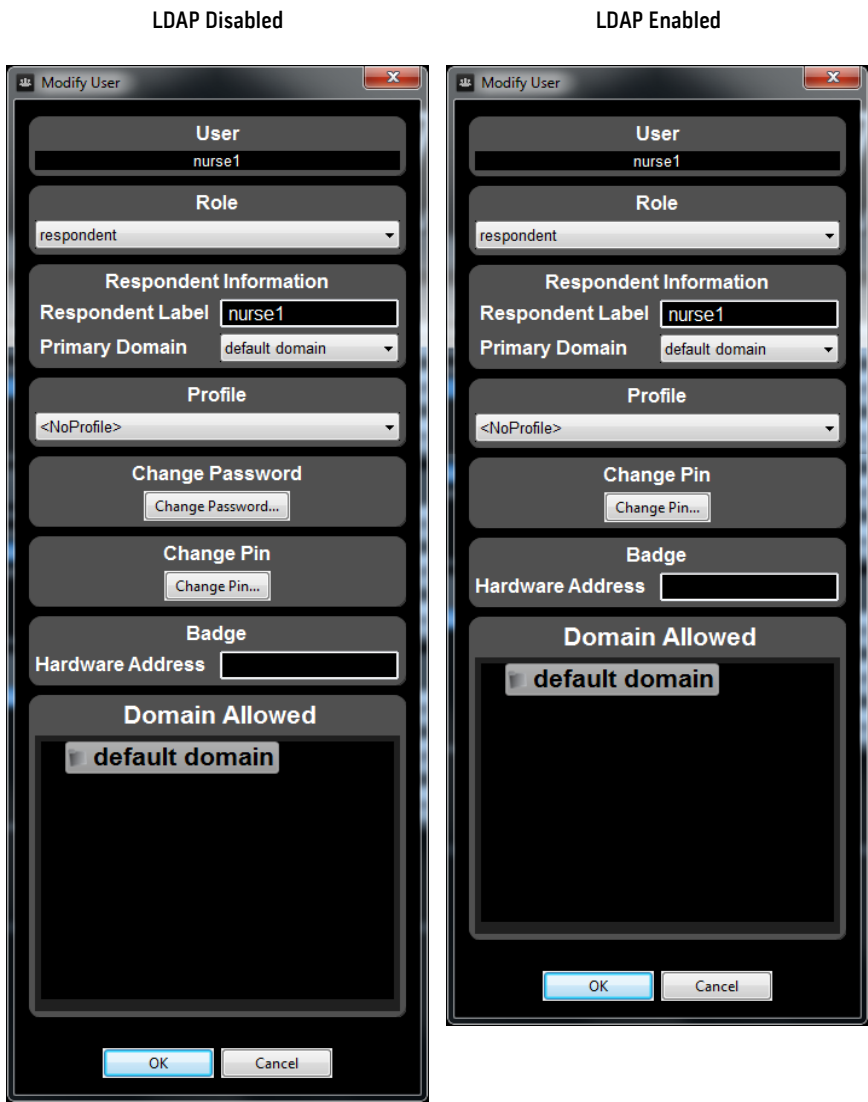 LDAP Disabled
Modify User
User
nurse1
Role
respondent
Respondent Information
Respondent Label nurse1
Primary Domain default domain
Profile
<NoProfile>
Change Password
Change Password...
Change Pin
Change Pin...
Badge
Hardware Address
Domain Allowed
default domain
OK Cancel
LDAP Enabled
Modify User
User
nurse1
Role
respondent
Respondent Information
Respondent Label nurse1
Primary Domain default domain
Profile
<NoProfile>
Change Pin
Change Pin...
Badge
Hardware Address
Domain Allowed
default domain
OK Cancel